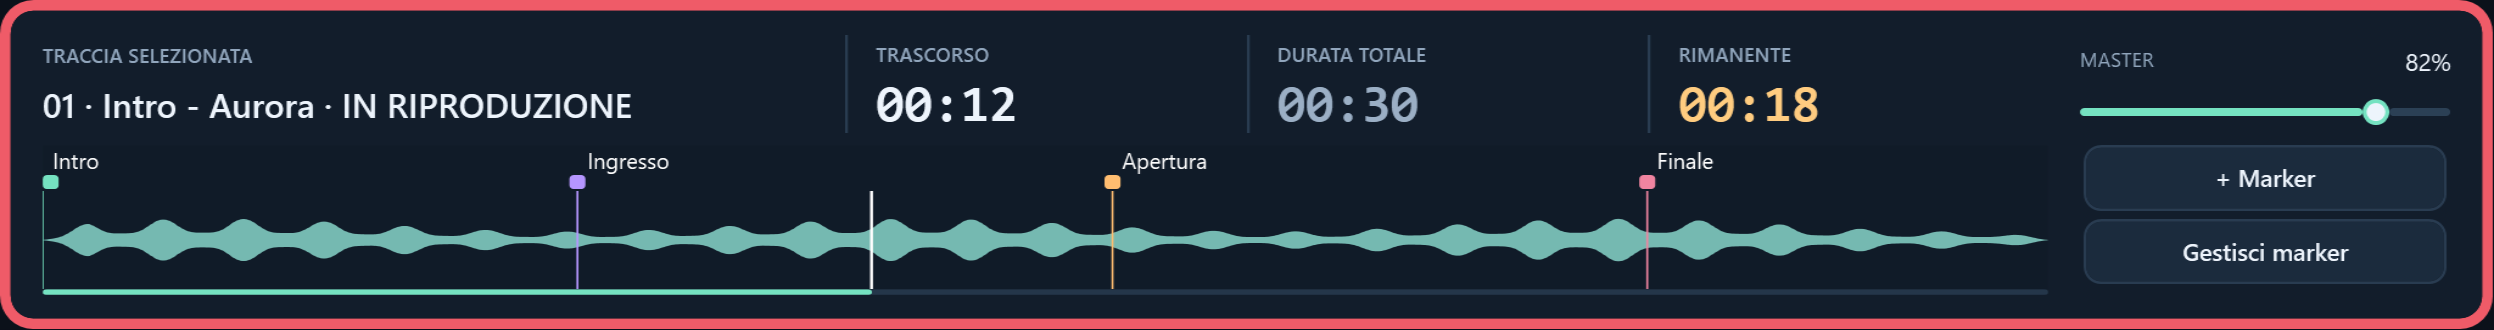 TRACCIA SELEZIONATA
01 · Intro - Aurora · IN RIPRODUZIONE
TRASCORSO
00:12
DURATA TOTALE
00:30
RIMANENTE
00:18
MASTER
82%
Intro
Ingresso
Apertura
Finale
+ Marker
Gestisci marker